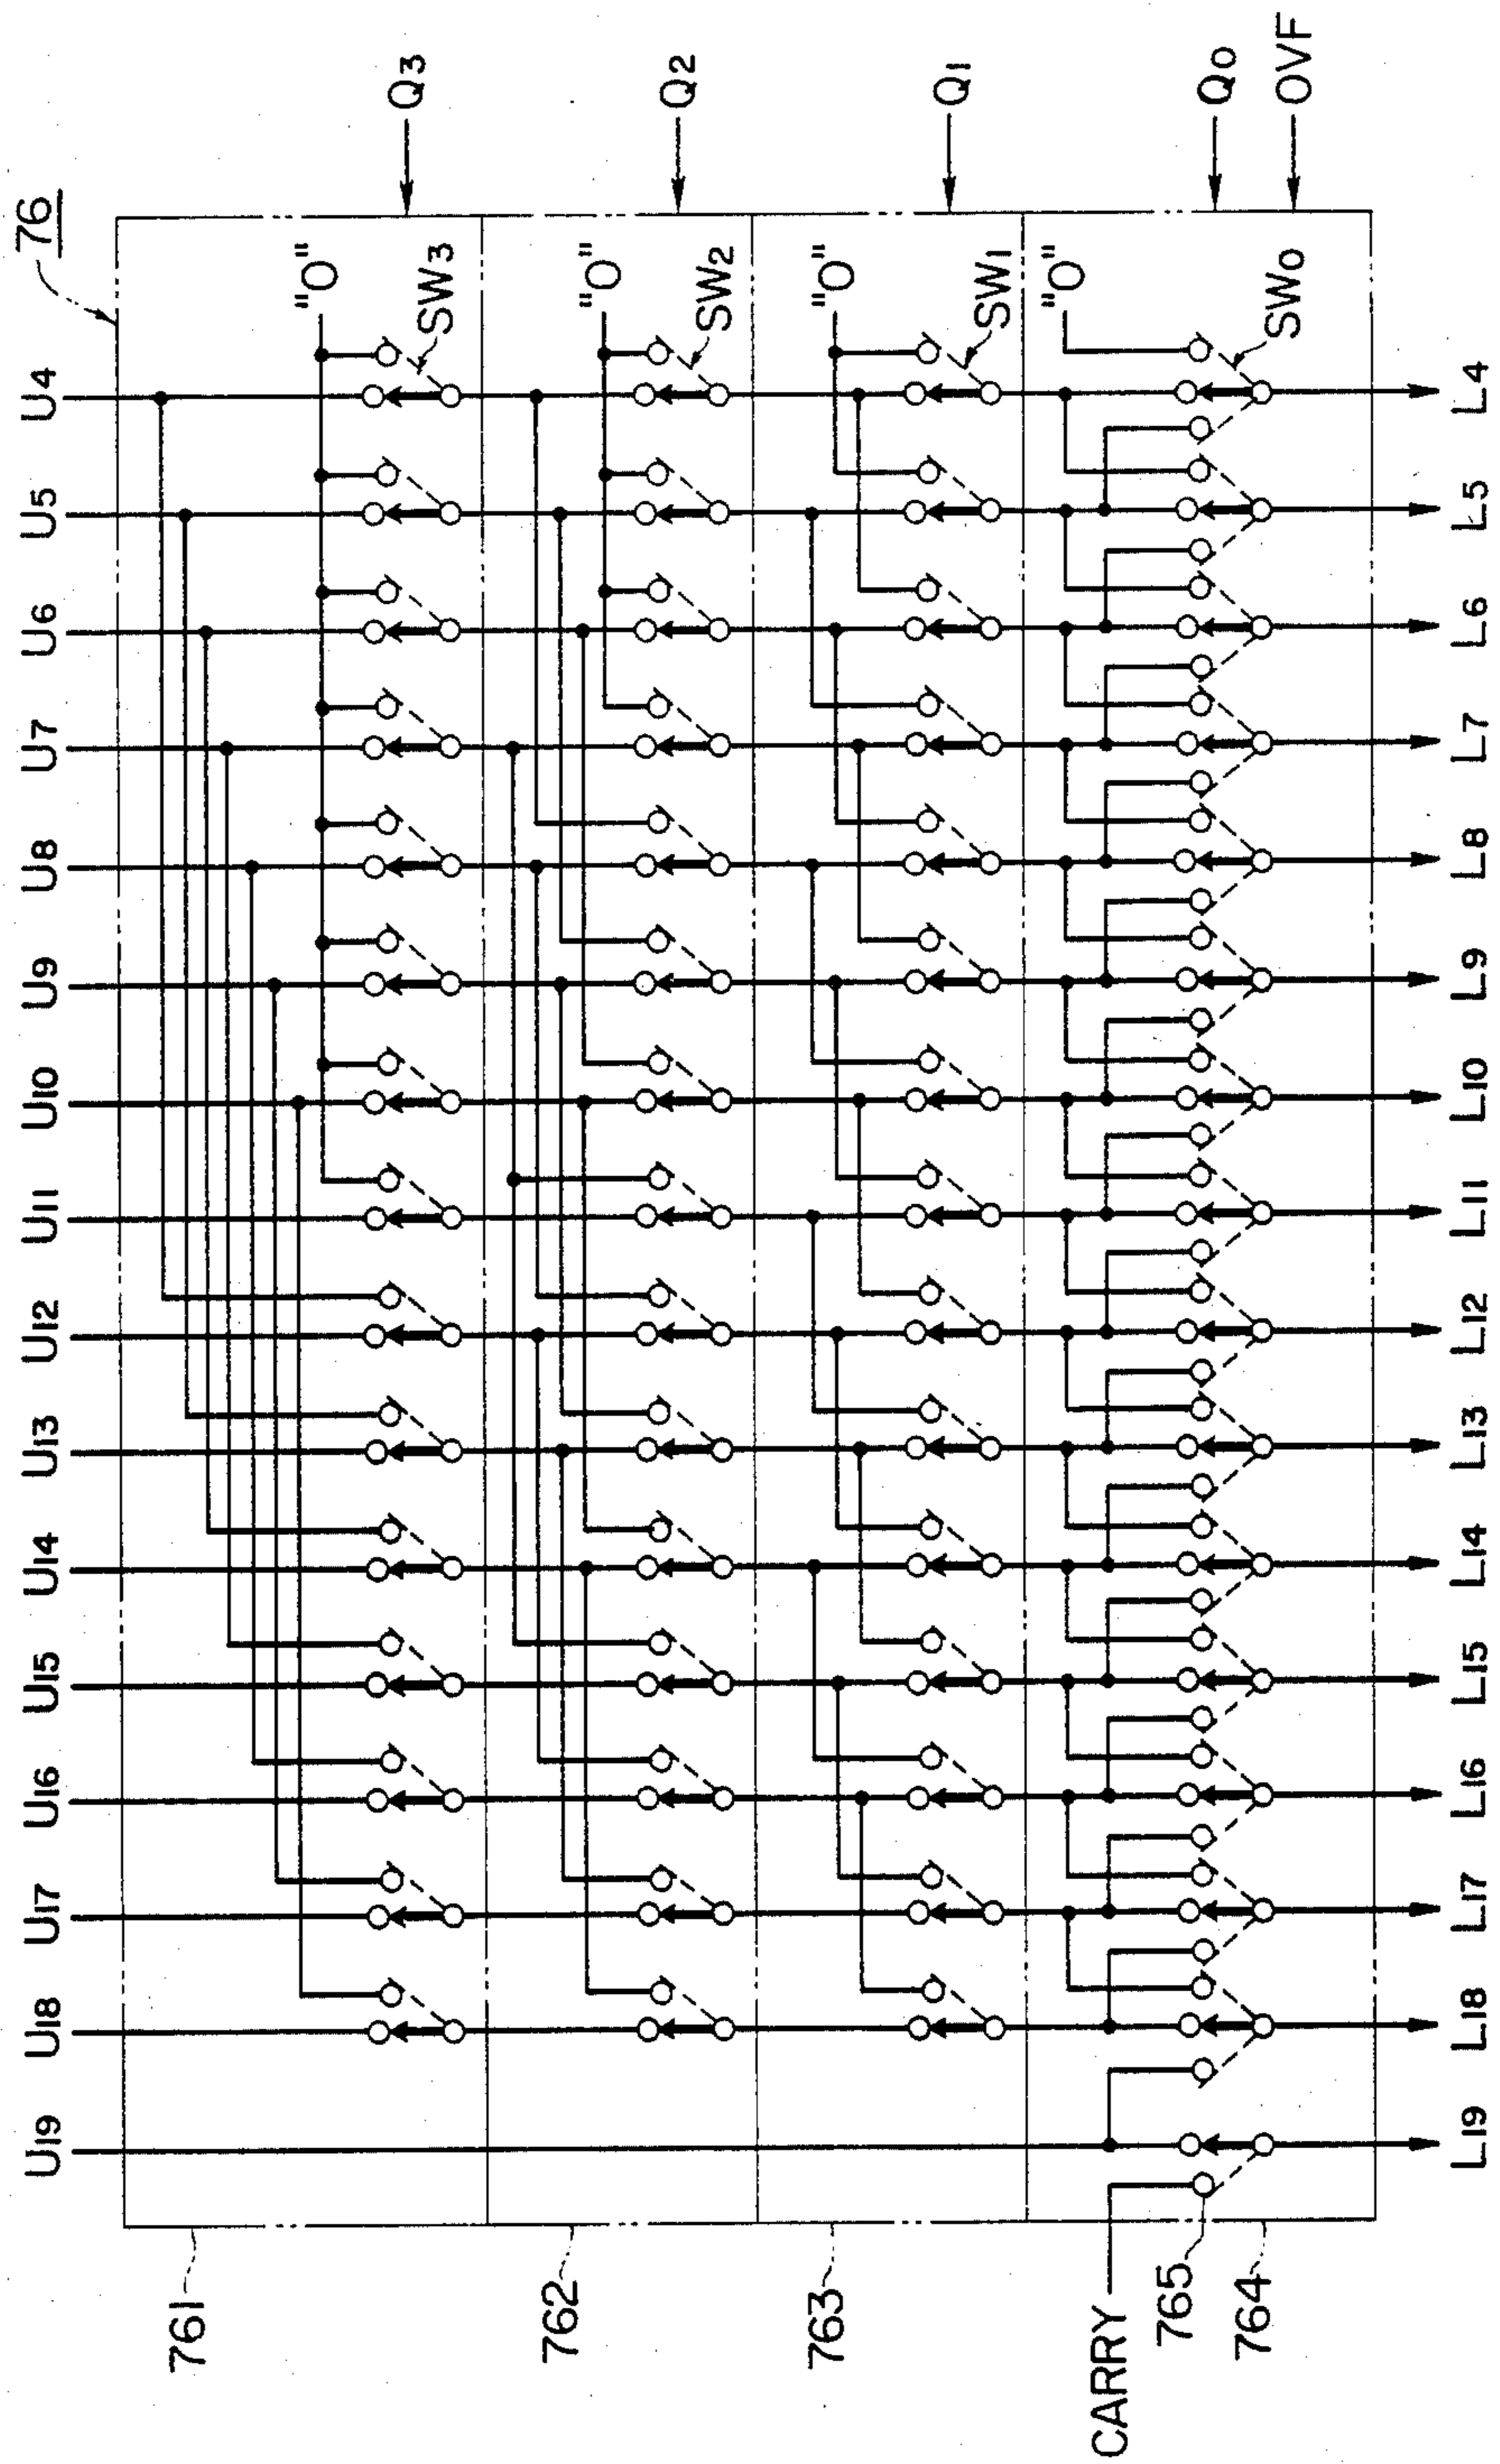 76
U19 U18 U17 U16 U15 U14 U13 U12 U11 U10 U9 U8 U7 U6 U5 U4
761
"0"
SW3
Q3
762
"0"
SW2
Q2
763
"0"
SW1
Q1
CARRY
765
764
"0"
SW0
Q0
OVF
L19 L18 L17 L16 L15 L14 L13 L12 L11 L10 L9 L8 L7 L6 L5 L4